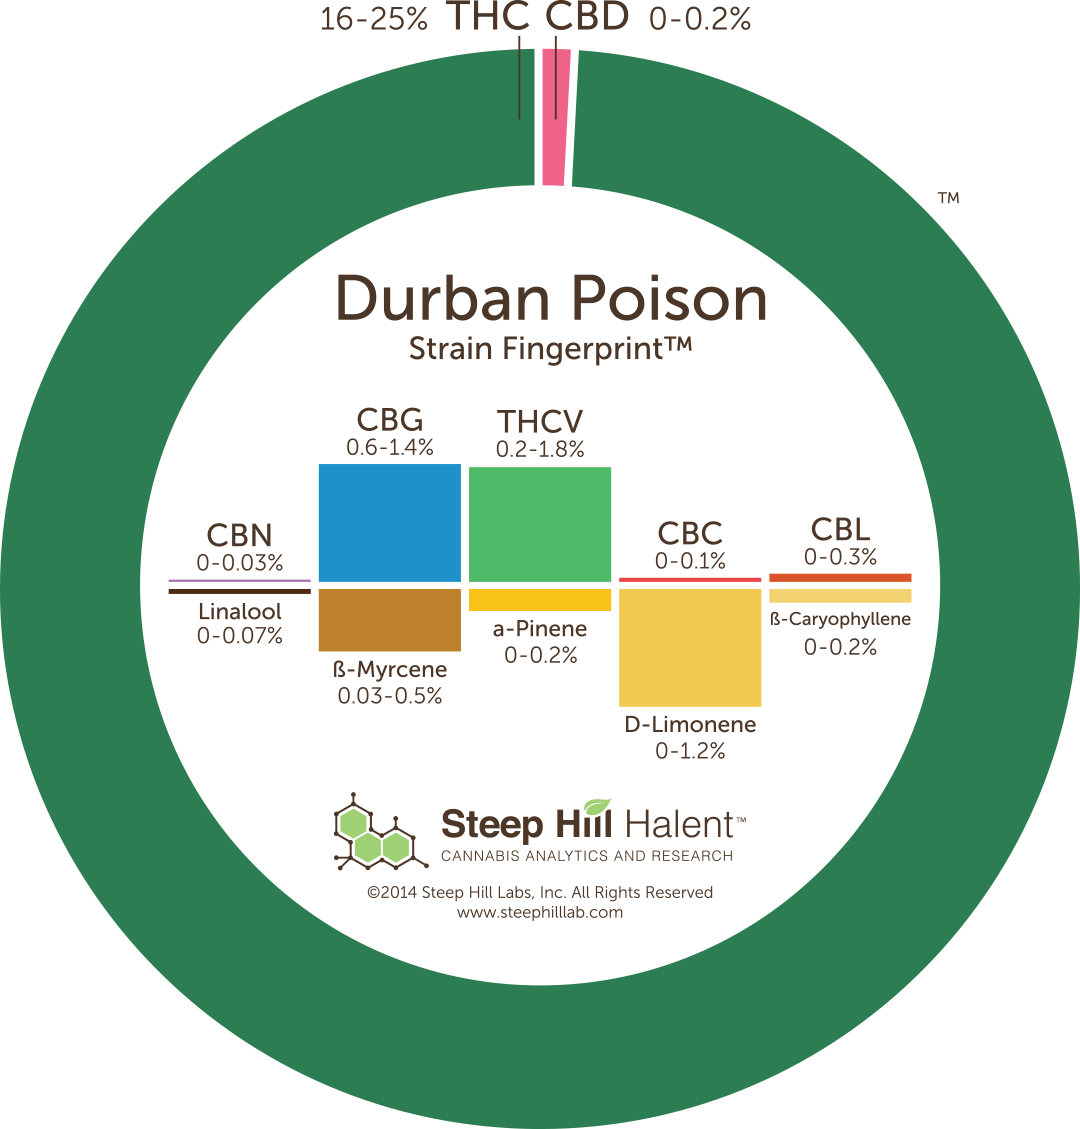 16-25% THC CBD 0-0.2%
TM
Durban Poison
Strain Fingerprint™
CBG
0.6-1.4%
THCV
0.2-1.8%
CBN
0-0.03%
CBC
0-0.1%
CBL
0-0.3%
Linalool
0-0.07%
ß-Myrcene
0.03-0.5%
a-Pinene
0-0.2%
D-Limonene
0-1.2%
ß-Caryophyllene
0-0.2%
Steep Hill Halent™
CANNABIS ANALYTICS AND RESEARCH
©2014 Steep Hill Labs, Inc. All Rights Reserved
www.steephilllab.com